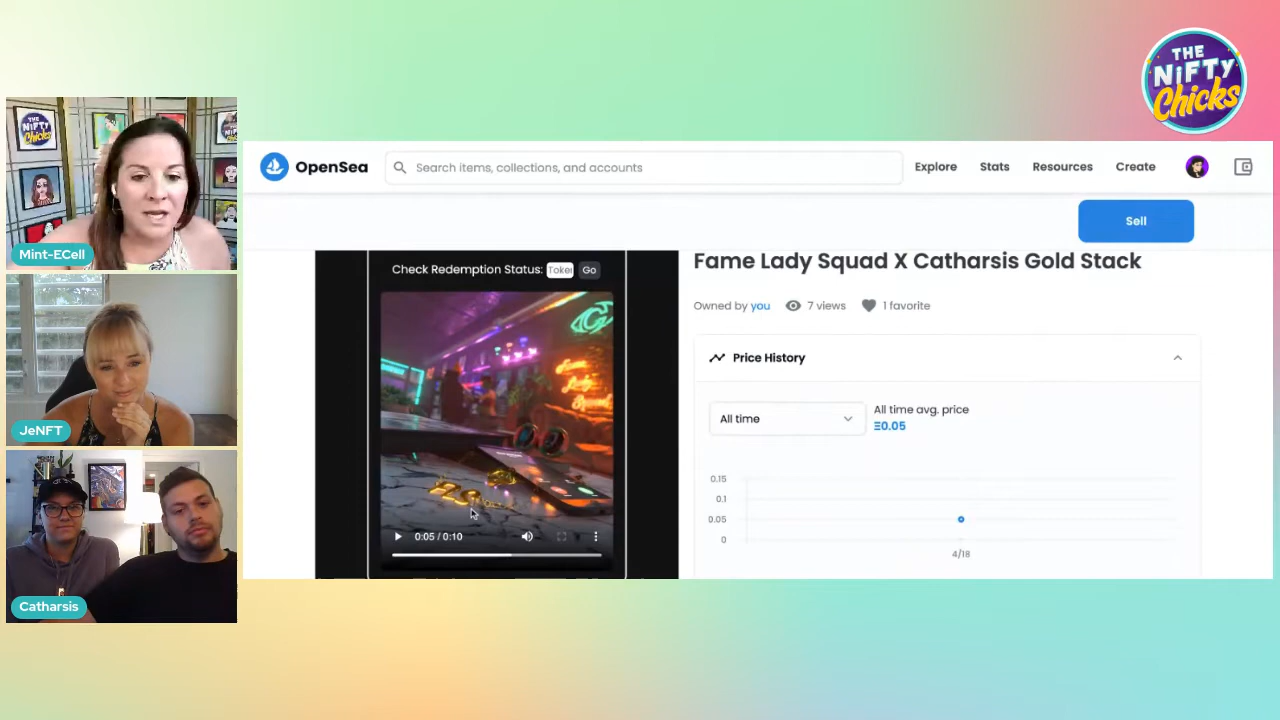 THE
NiFTy
Chicks
Mint-ECell
JeNFT
Catharsis
OpenSea
Search items, collections, and accounts
Explore
Stats
Resources
Create
Sell
Check Redemption Status:
Go
Fame
Lady
Squad
0:05 / 0:10
Fame Lady Squad X Catharsis Gold Stack
Owned by you
7 views
1 favorite
Price History
All time
All time avg. price
Ξ0.05
0.15
0.1
0.05
0
4/18